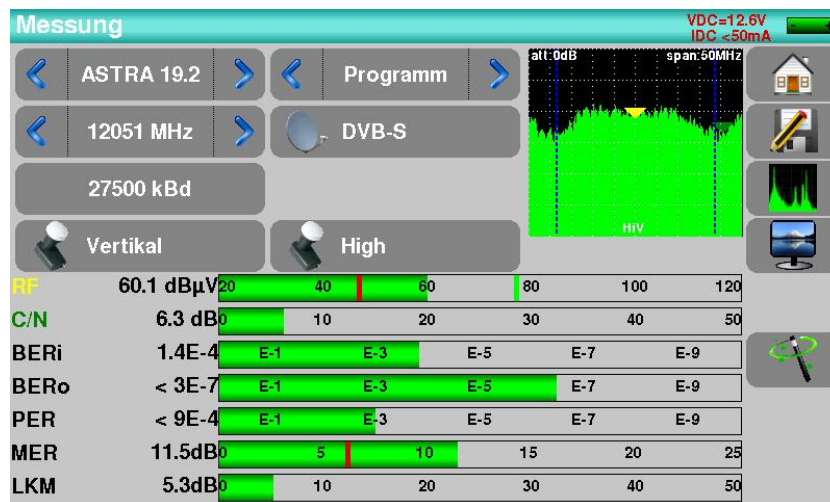 Messung
VDC=12.6V
IDC <50mA
ASTRA 19.2
Programm
att:0dB span:50MHz
12051 MHz
DVB-S
27500 kBd
HiV
Vertikal
High
RF 60.1 dBµV 20 40 60 80 100 120
C/N 6.3 dB 0 10 20 30 40 50
BERi 1.4E-4 E-1 E-3 E-5 E-7 E-9
BERo < 3E-7 E-1 E-3 E-5 E-7 E-9
PER < 9E-4 E-1 E-3 E-5 E-7 E-9
MER 11.5dB 0 5 10 15 20 25
LKM 5.3dB 0 10 20 30 40 50